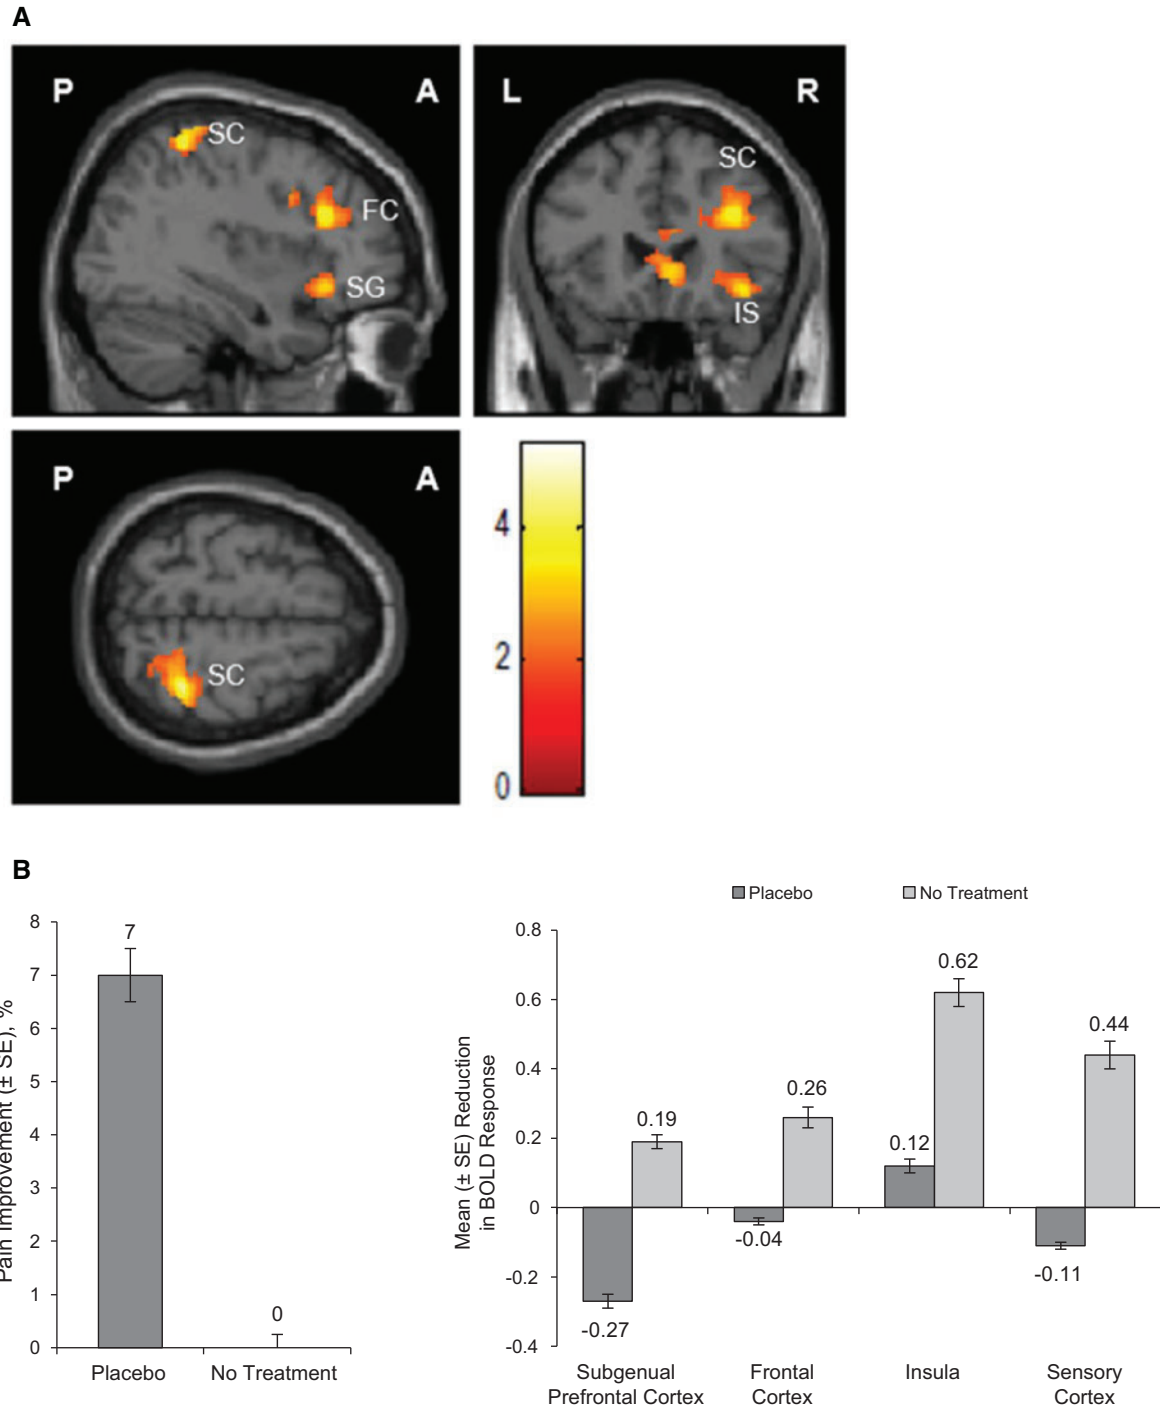 A
P A
SC
FC
SG
L R
SC
IS
P A
SC
4
2
0
B
Pain Improvement (± SE), %
8
7
6
5
4
3
2
1
0
7
0
Placebo No Treatment
Placebo No Treatment
Mean (± SE) Reduction
in BOLD Response
0.8
0.6
0.4
0.2
0
-0.2
-0.4
-0.27
0.19
-0.04
0.26
0.12
0.62
-0.11
0.44
Subgenual
Prefrontal Cortex
Frontal
Cortex
Insula
Sensory
Cortex